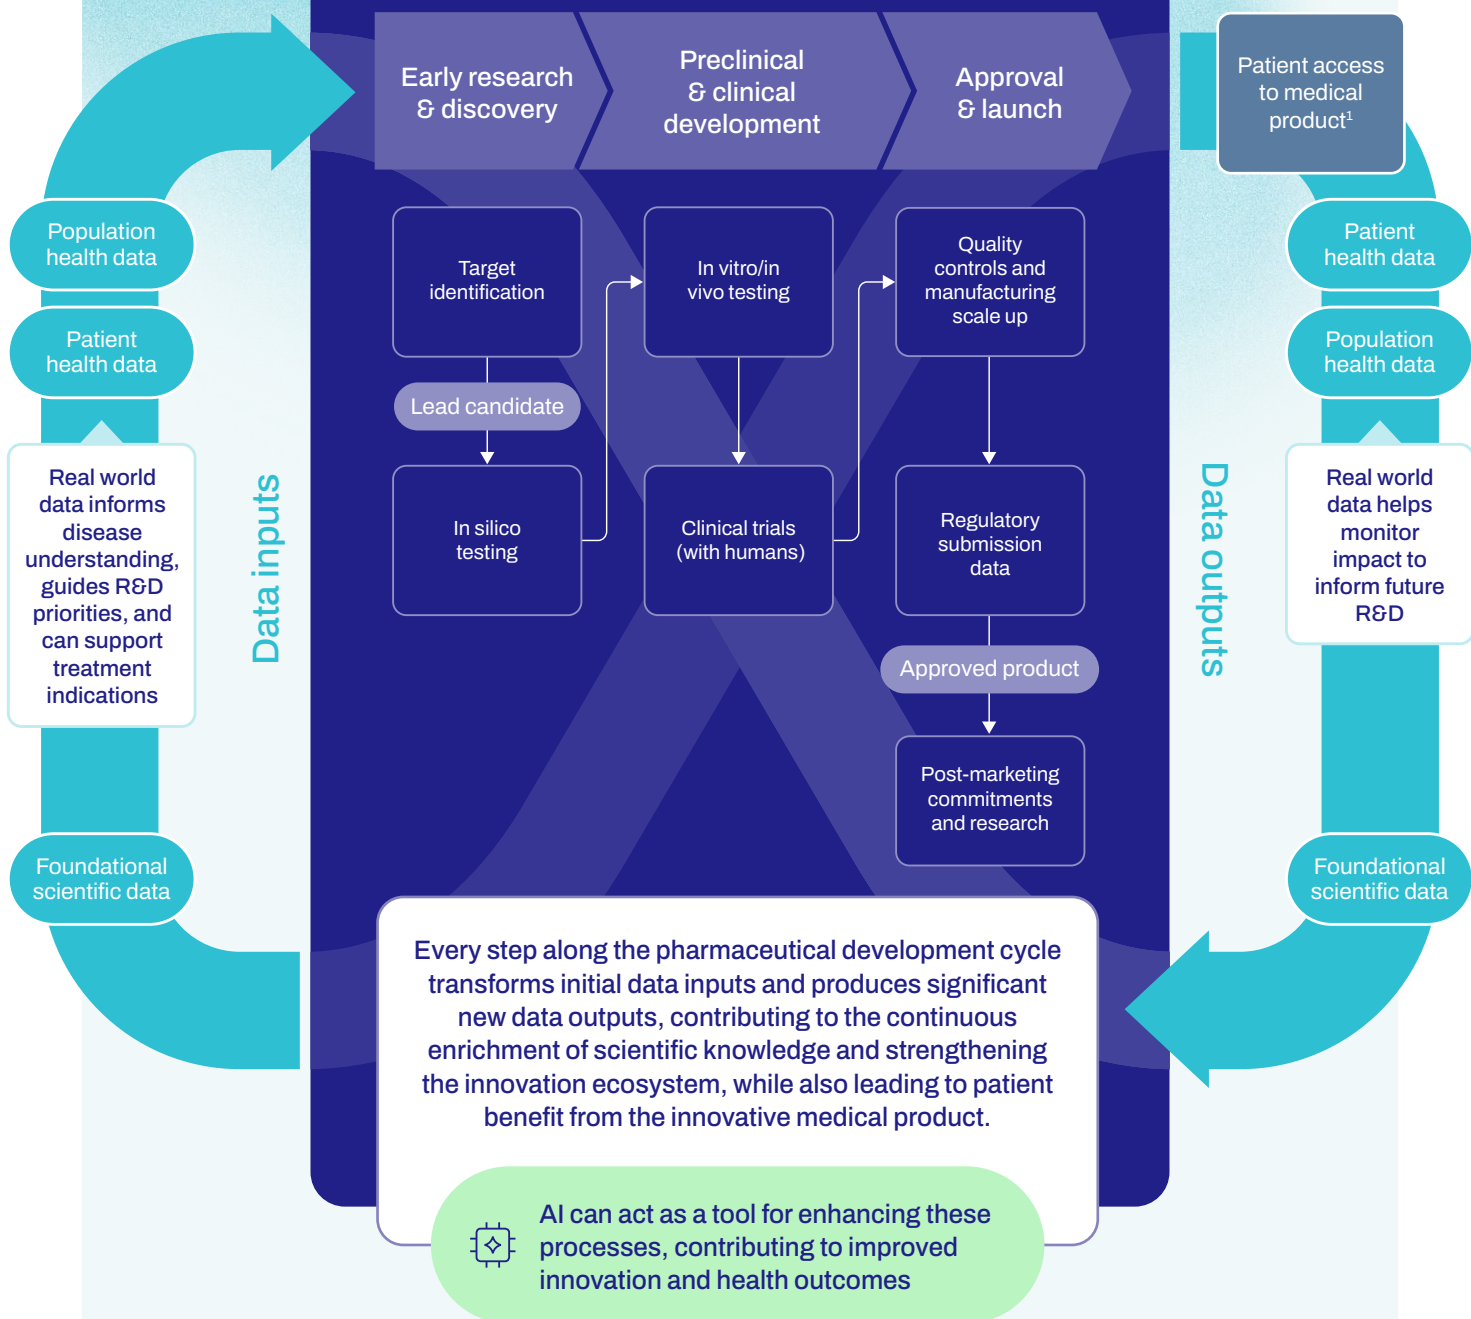 Early research
& discovery
Preclinical
& clinical
development
Approval
& launch
Patient access
to medical
product¹
Population
health data
Patient
health data
Real world
data informs
disease
understanding,
guides R&D
priorities, and
can support
treatment
indications
Foundational
scientific data
Data inputs
Target
identification
Lead candidate
In silico
testing
In vitro/in
vivo testing
Clinical trials
(with humans)
Quality
controls and
manufacturing
scale up
Regulatory
submission
data
Approved product
Post-marketing
commitments
and research
Data outputs
Patient
health data
Population
health data
Real world
data helps
monitor
impact to
inform future
R&D
Foundational
scientific data
Every step along the pharmaceutical development cycle
transforms initial data inputs and produces significant
new data outputs, contributing to the continuous
enrichment of scientific knowledge and strengthening
the innovation ecosystem, while also leading to patient
benefit from the innovative medical product.
AI can act as a tool for enhancing these
processes, contributing to improved
innovation and health outcomes